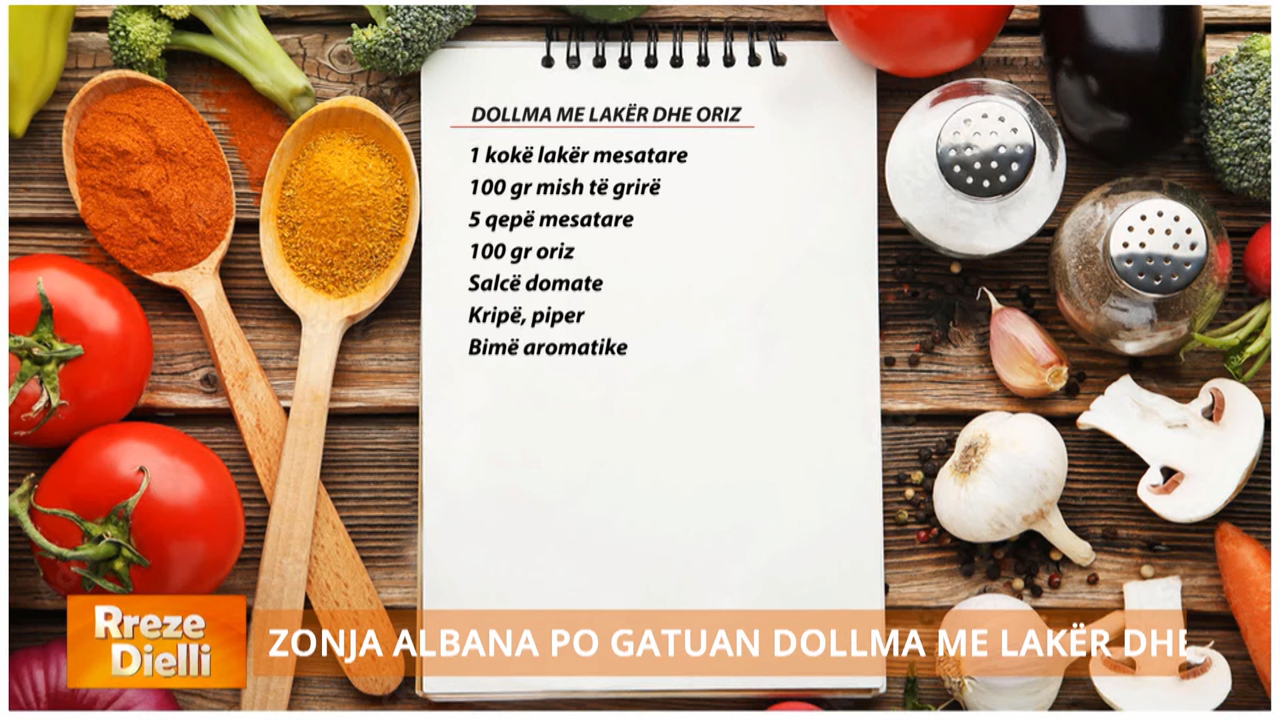 DOLLMA ME LAKËR DHE ORIZ
1 kokë lakër mesatare
100 gr mish të grirë
5 qepë mesatare
100 gr oriz
Salcë domate
Kripë, piper
Bimë aromatike
Rreze
Dielli
ZONJA ALBANA PO GATUAN DOLLMA ME LAKËR DHE